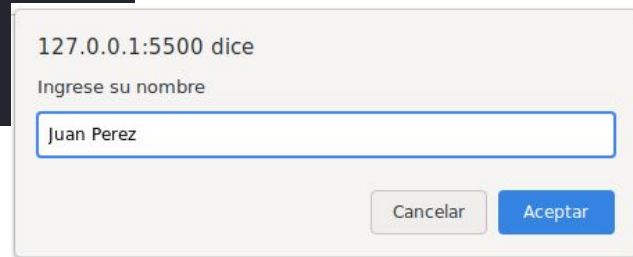 127.0.0.1:5500 dice
Ingrese su nombre
Juan Perez
Cancelar Aceptar